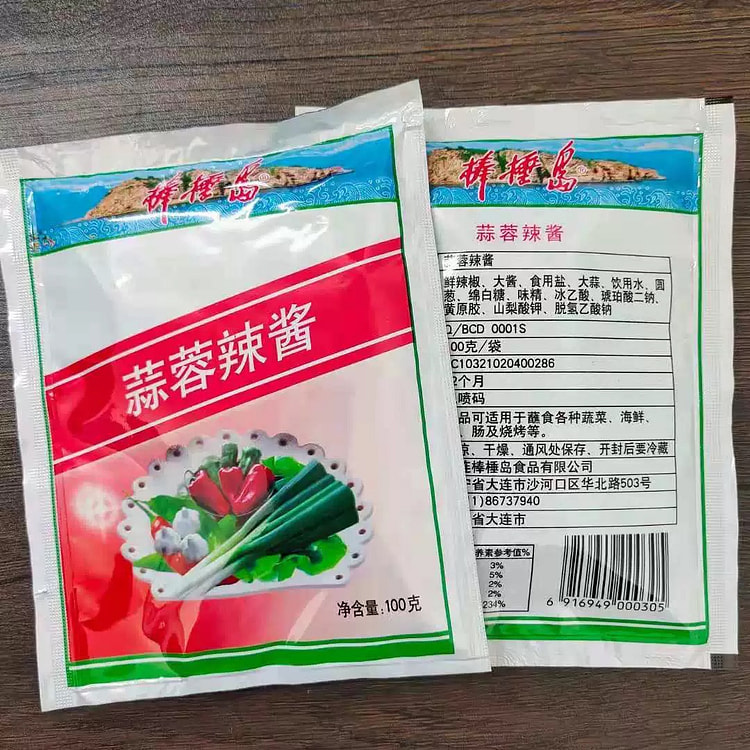 棒棰岛®
蒜蓉辣酱
净含量:100克
棒棰岛®
蒜蓉辣酱
蒜蓉辣酱
鲜辣椒、大酱、食用盐、大蒜、饮用水、圆
葱、绵白糖、味精、冰乙酸、琥珀酸二钠、
黄原胶、山梨酸钾、脱氢乙酸钠
/BCD 0001S
00克/袋
C10321020400286
2个月
喷码
品可适用于蘸食各种蔬菜、海鲜、
肠及烧烤等。
凉、干燥、通风处保存、开封后要冷藏
连棒棰岛食品有限公司
宁省大连市沙河口区华北路503号
1)86737940
省大连市
养素参考值%
3%
5%
2%
2%
234%
6 916949 000305